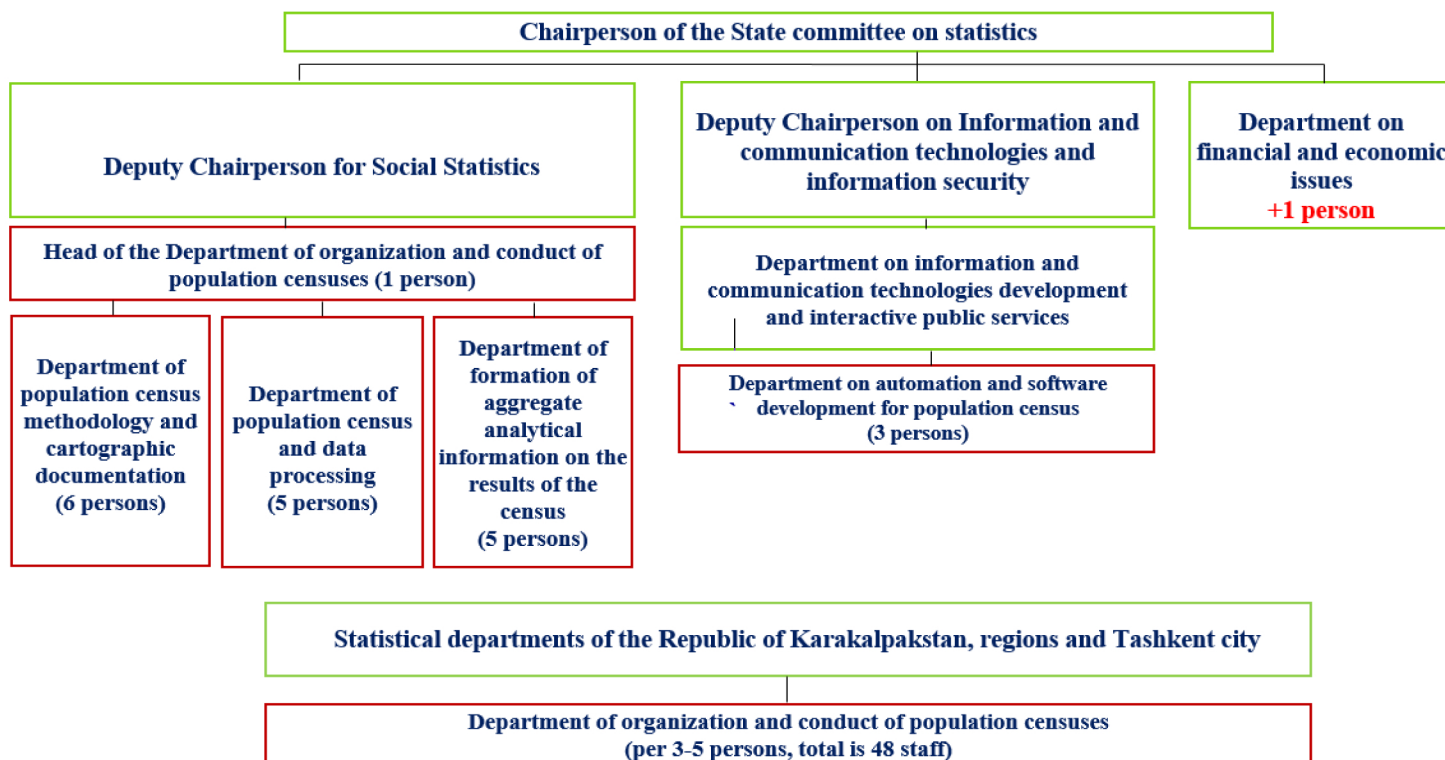 Chairperson of the State committee on statistics
Deputy Chairperson for Social Statistics
Deputy Chairperson on Information and
communication technologies and
information security
Department on
financial and economic
issues
+1 person
Head of the Department of organization and conduct of
population censuses (1 person)
Department on information and
communication technologies development
and interactive public services
Department of
population census
methodology and
cartographic
documentation
(6 persons)
Department of
population census
and data
processing
(5 persons)
Department of
formation of
aggregate
analytical
information on the
results of the
census
(5 persons)
Department on automation and software
` development for population census
(3 persons)
Statistical departments of the Republic of Karakalpakstan, regions and Tashkent city
Department of organization and conduct of population censuses
(per 3-5 persons, total is 48 staff)